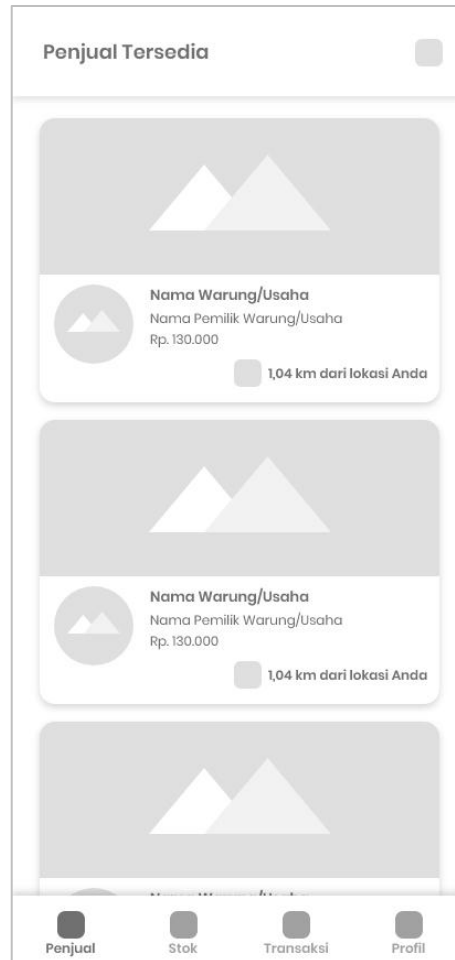 Penjual Tersedia
Nama Warung/Usaha
Nama Pemilik Warung/Usaha
Rp. 130.000
1,04 km dari lokasi Anda
Nama Warung/Usaha
Nama Pemilik Warung/Usaha
Rp. 130.000
1,04 km dari lokasi Anda
Penjual
Stok
Transaksi
Profil